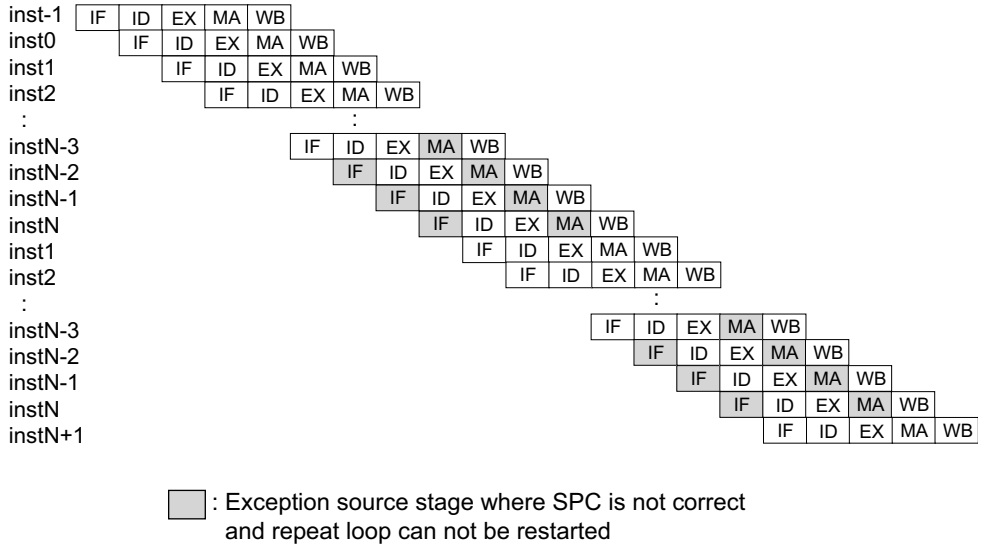 inst-1 IF ID EX MA WB
inst0 IF ID EX MA WB
inst1 IF ID EX MA WB
inst2 IF ID EX MA WB
: :
instN-3 IF ID EX MA WB
instN-2 IF ID EX MA WB
instN-1 IF ID EX MA WB
instN IF ID EX MA WB
inst1 IF ID EX MA WB
inst2 IF ID EX MA WB
: :
instN-3 IF ID EX MA WB
instN-2 IF ID EX MA WB
instN-1 IF ID EX MA WB
instN IF ID EX MA WB
instN+1 IF ID EX MA WB
: Exception source stage where SPC is not correct
and repeat loop can not be restarted